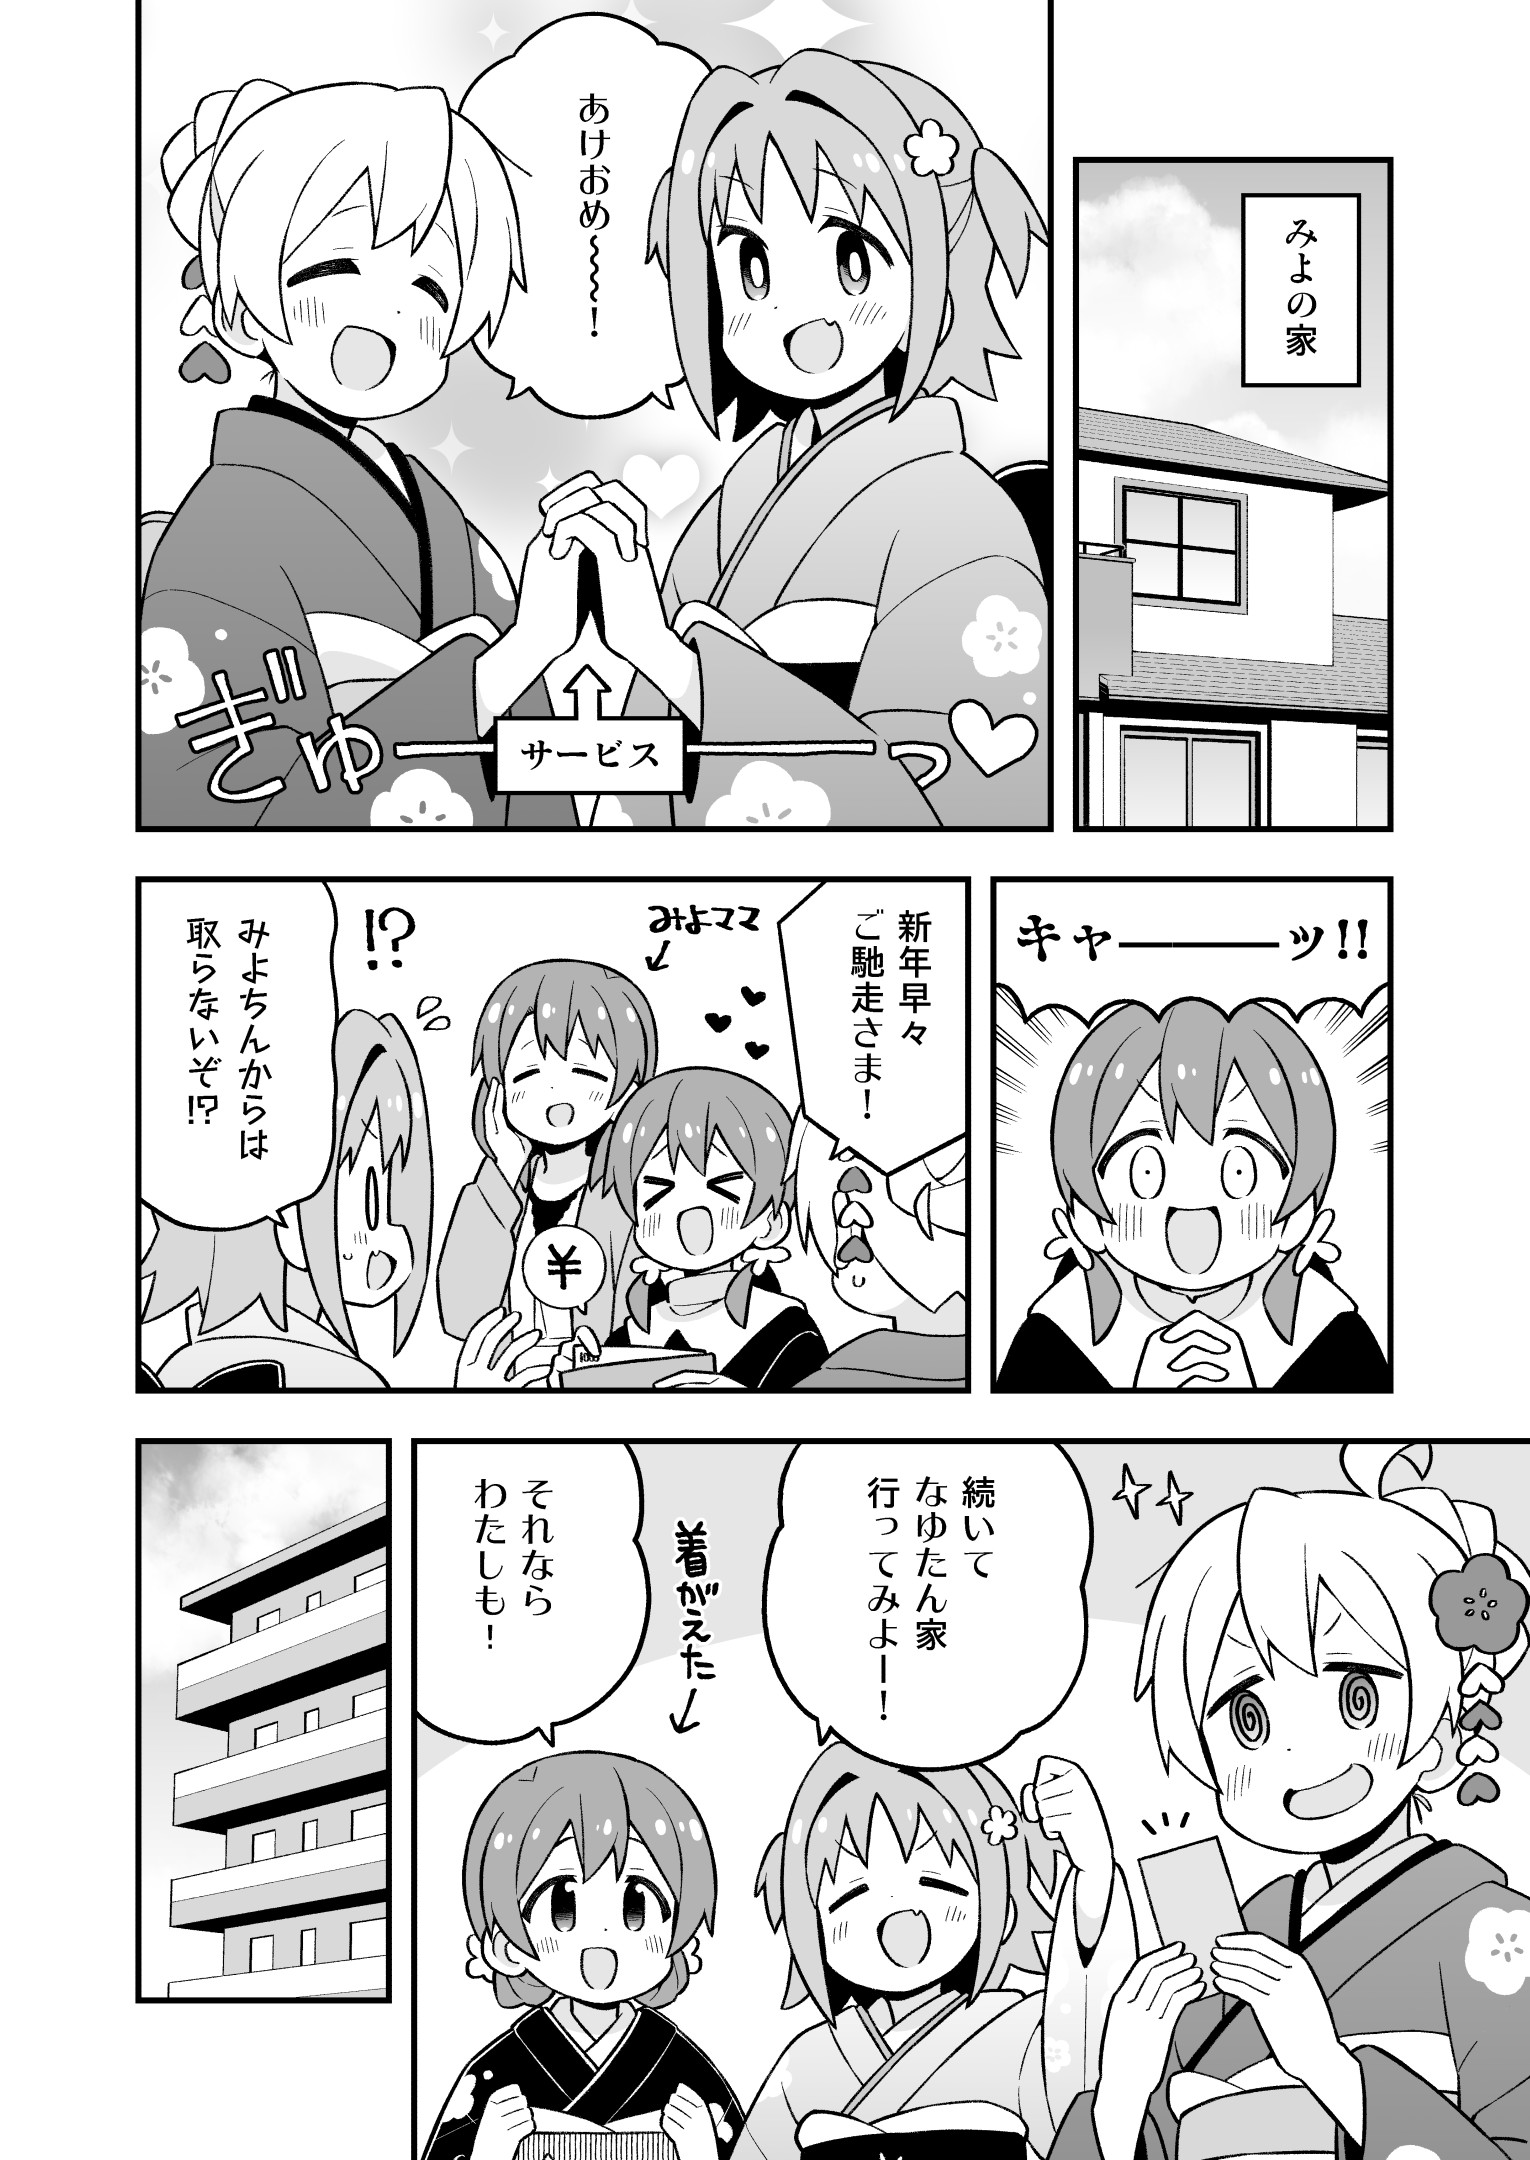 みよの家
あけおめ〜〜〜!
ぎゅーーーっ♡
サービス
キャーーーッ!!
新年早々
ご馳走さま!
みよママ
!?
みよちんからは
取らないぞ!?
¥
続いて
なゆたん家
行ってみよー!
着がえた
それなら
わたしも!